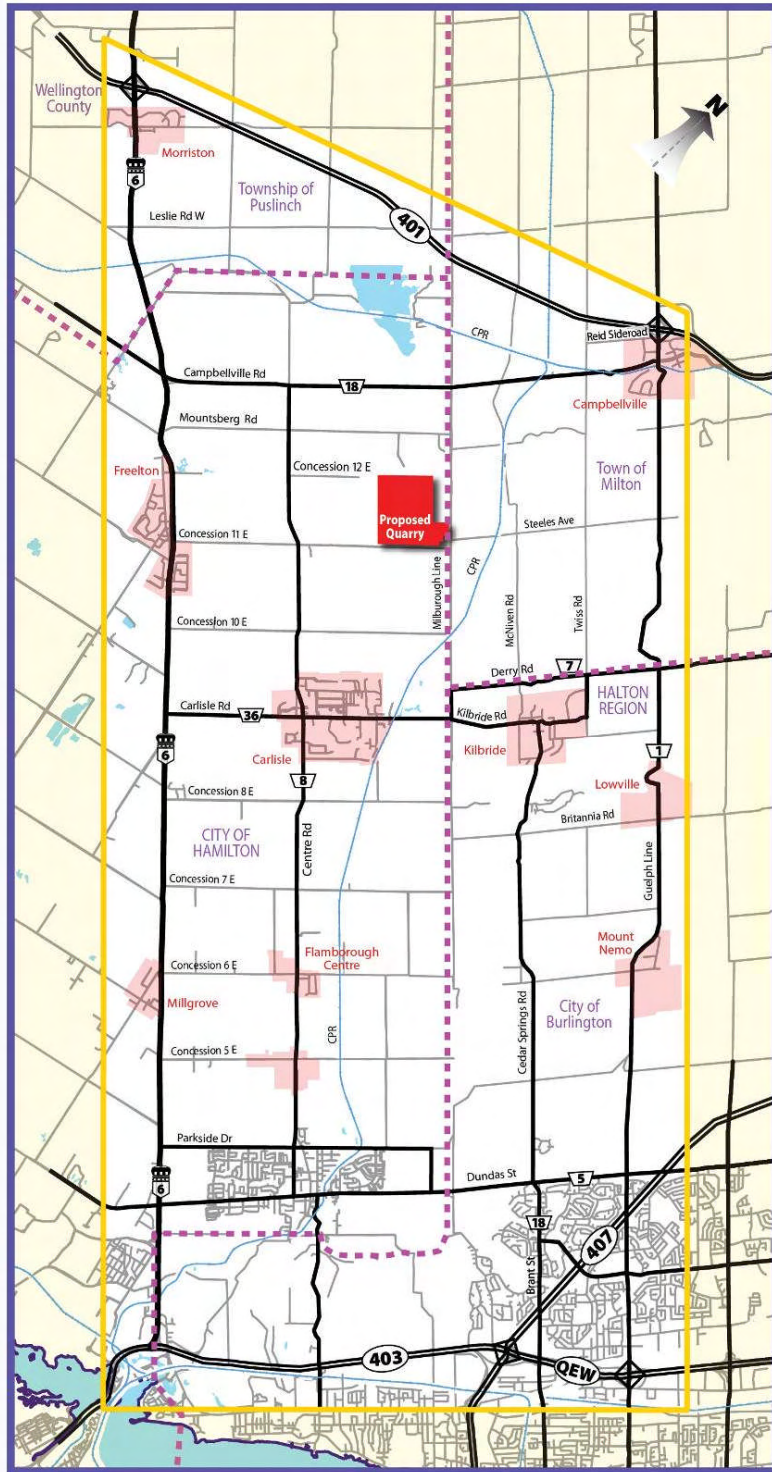 Wellington
County
Morriston
6
Township of
Puslinch
N
Leslie Rd W
401
CPR
Reid Sideroad
Campbellville Rd
18
Campbellville
Mountsberg Rd
Freelton
Concession 12 E
Town of
Milton
Proposed
Quarry
Concession 11 E
Steeles Ave
CPR
Milburough Line
McNiven Rd
Twiss Rd
Concession 10 E
Derry Rd
7
HALTON
REGION
Carlisle Rd
36
Kilbride Rd
Carlisle
Kilbride
6
8
1
Lowville
Concession 8 E
Britannia Rd
CITY OF
HAMILTON
Centre Rd
Guelph Line
Concession 7 E
Mount
Nemo
Flamborough
Centre
Concession 6 E
Millgrove
City of
Burlington
Cedar Springs Rd
CPR
Concession 5 E
Parkside Dr
Dundas St
5
6
18
407
Brant St
403
QEW